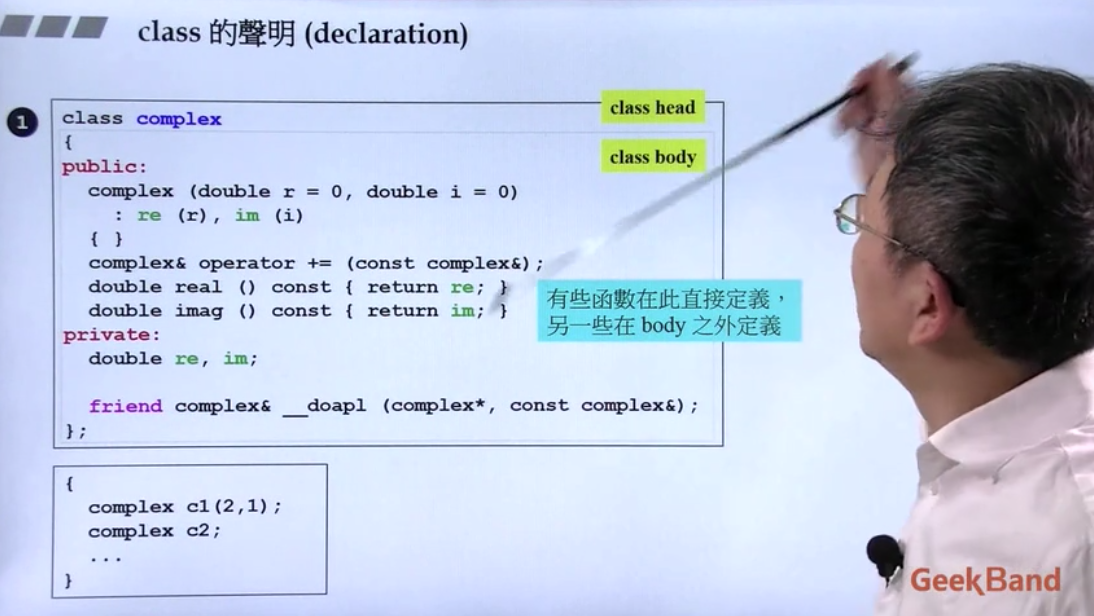 class 的聲明 (declaration)
1
class complex
class head
{
class body
public:
complex (double r = 0, double i = 0)
: re (r), im (i)
{ }
complex& operator += (const complex&);
double real () const { return re; }
double imag () const { return im; }
有些函數在此直接定義，
另一些在 body 之外定義
private:
double re, im;
friend complex& __doapl (complex*, const complex&);
};
{
complex c1(2,1);
complex c2;
...
}
GeekBand